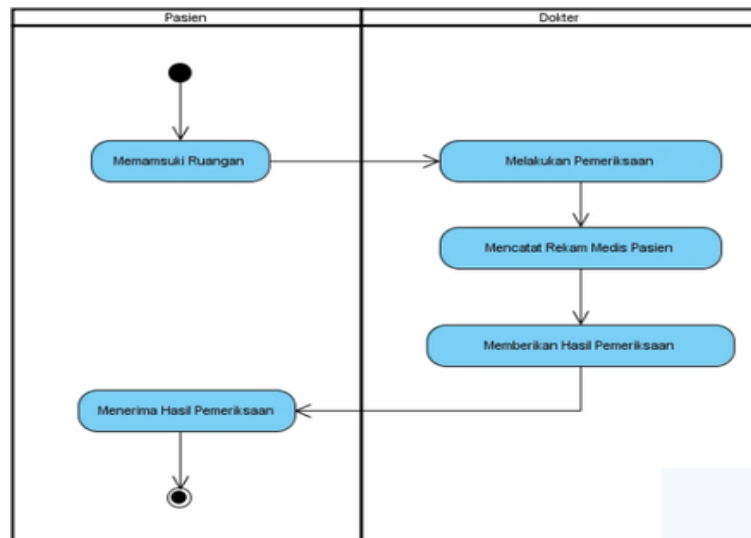 Pasien
Dokter
Memamsuki Ruangan
Melakukan Pemeriksaan
Mencatat Rekam Medis Pasien
Memberikan Hasil Pemeriksaan
Menerima Hasil Pemeriksaan